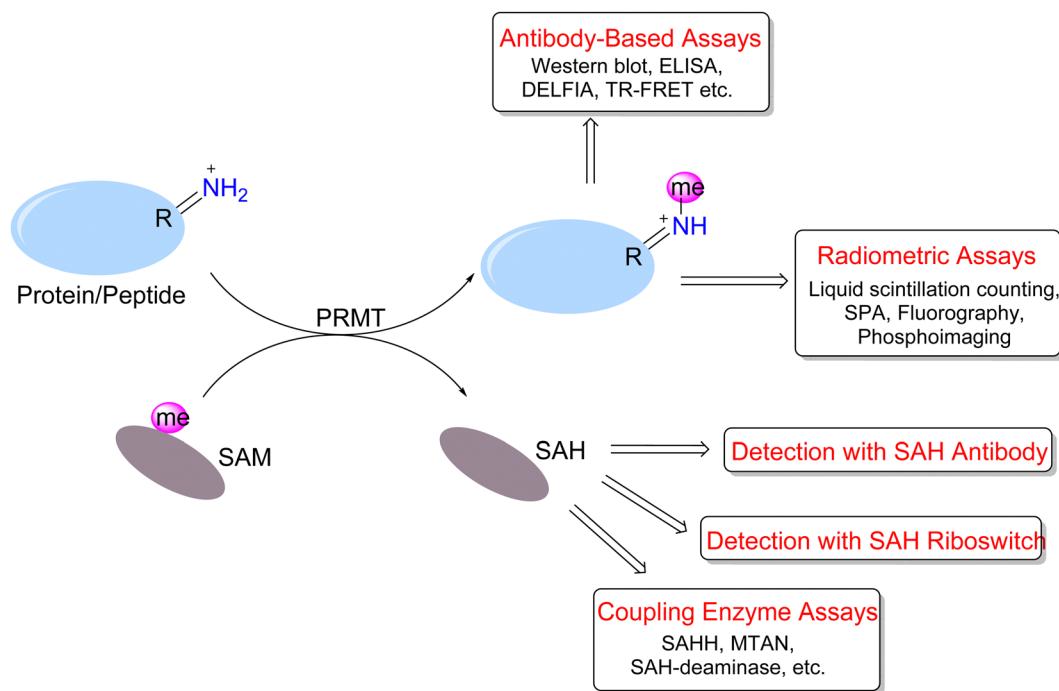 Antibody-Based Assays
Western blot, ELISA,
DELFIA, TR-FRET etc.
+
NH2
R
Protein/Peptide
me
+
NH
R
Radiometric Assays
Liquid scintillation counting,
SPA, Fluorography,
Phosphoimaging
PRMT
me
SAM
SAH
Detection with SAH Antibody
Detection with SAH Riboswitch
Coupling Enzyme Assays
SAHH, MTAN,
SAH-deaminase, etc.